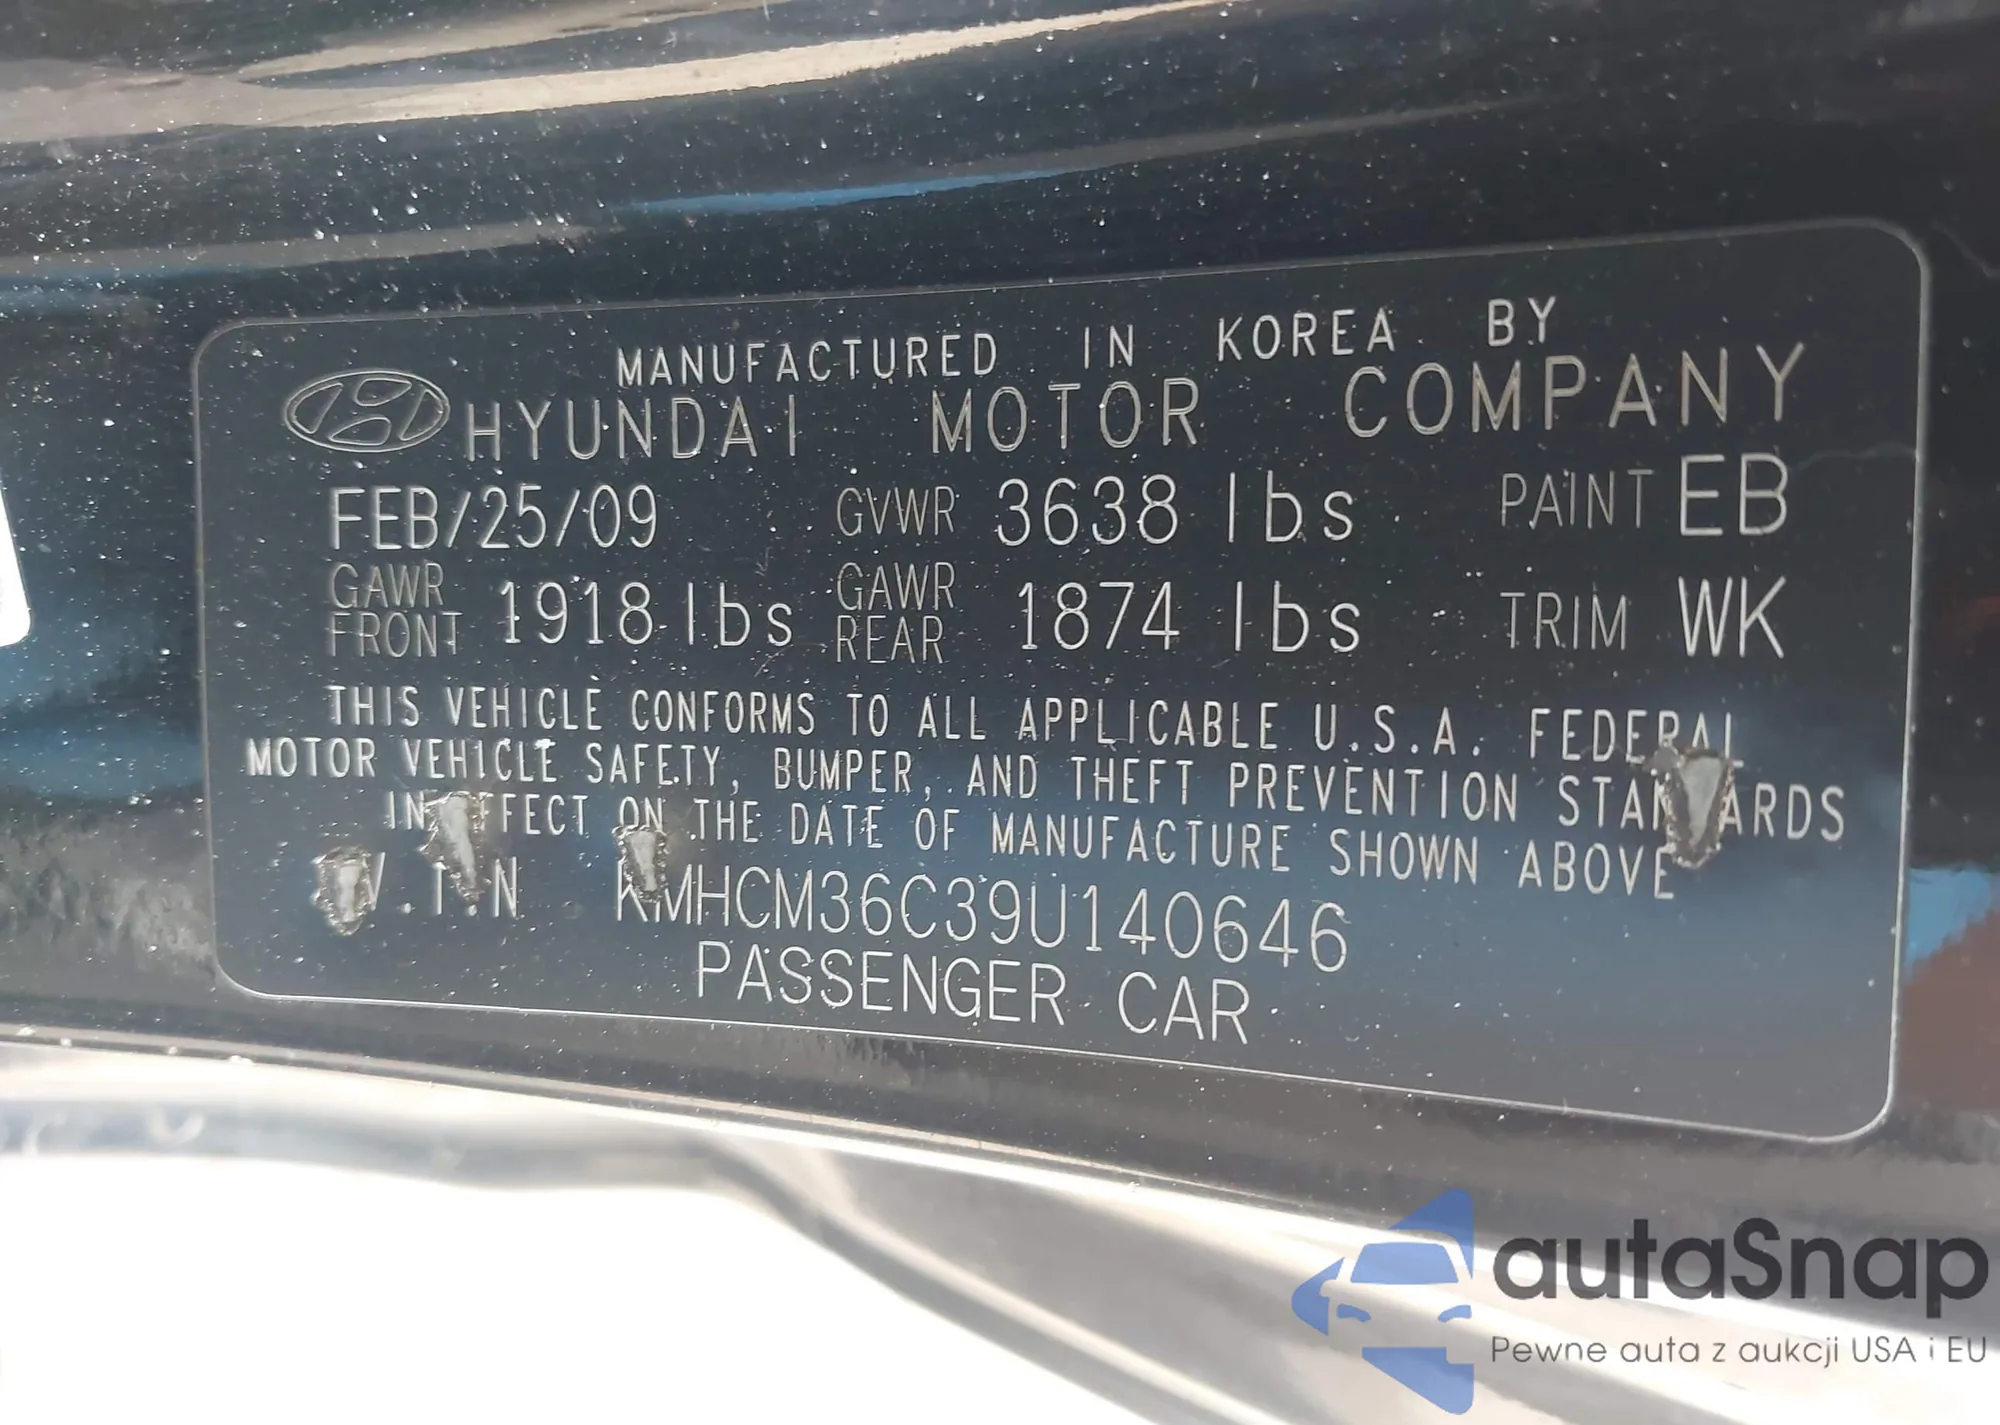 MANUFACTURED IN KOREA BY
HYUNDAI MOTOR COMPANY
FEB/25/09 GVWR 3638 lbs PAINT EB
GAWR FRONT 1918 lbs GAWR REAR 1874 lbs TRIM WK
THIS VEHICLE CONFORMS TO ALL APPLICABLE U.S.A. FEDERAL
MOTOR VEHICLE SAFETY, BUMPER, AND THEFT PREVENTION STANDARDS
IN EFFECT ON THE DATE OF MANUFACTURE SHOWN ABOVE
V.I.N KMHCM36C39U140646
PASSENGER CAR
autaSnap
Pewne auta z aukcji USA i EU